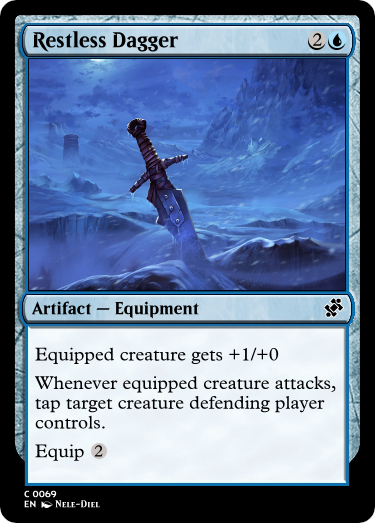 Restless Dagger 2
Artifact — Equipment
Equipped creature gets +1/+0
Whenever equipped creature attacks,
tap target creature defending player
controls.
Equip 2
C 0069
EN Nele-Diel